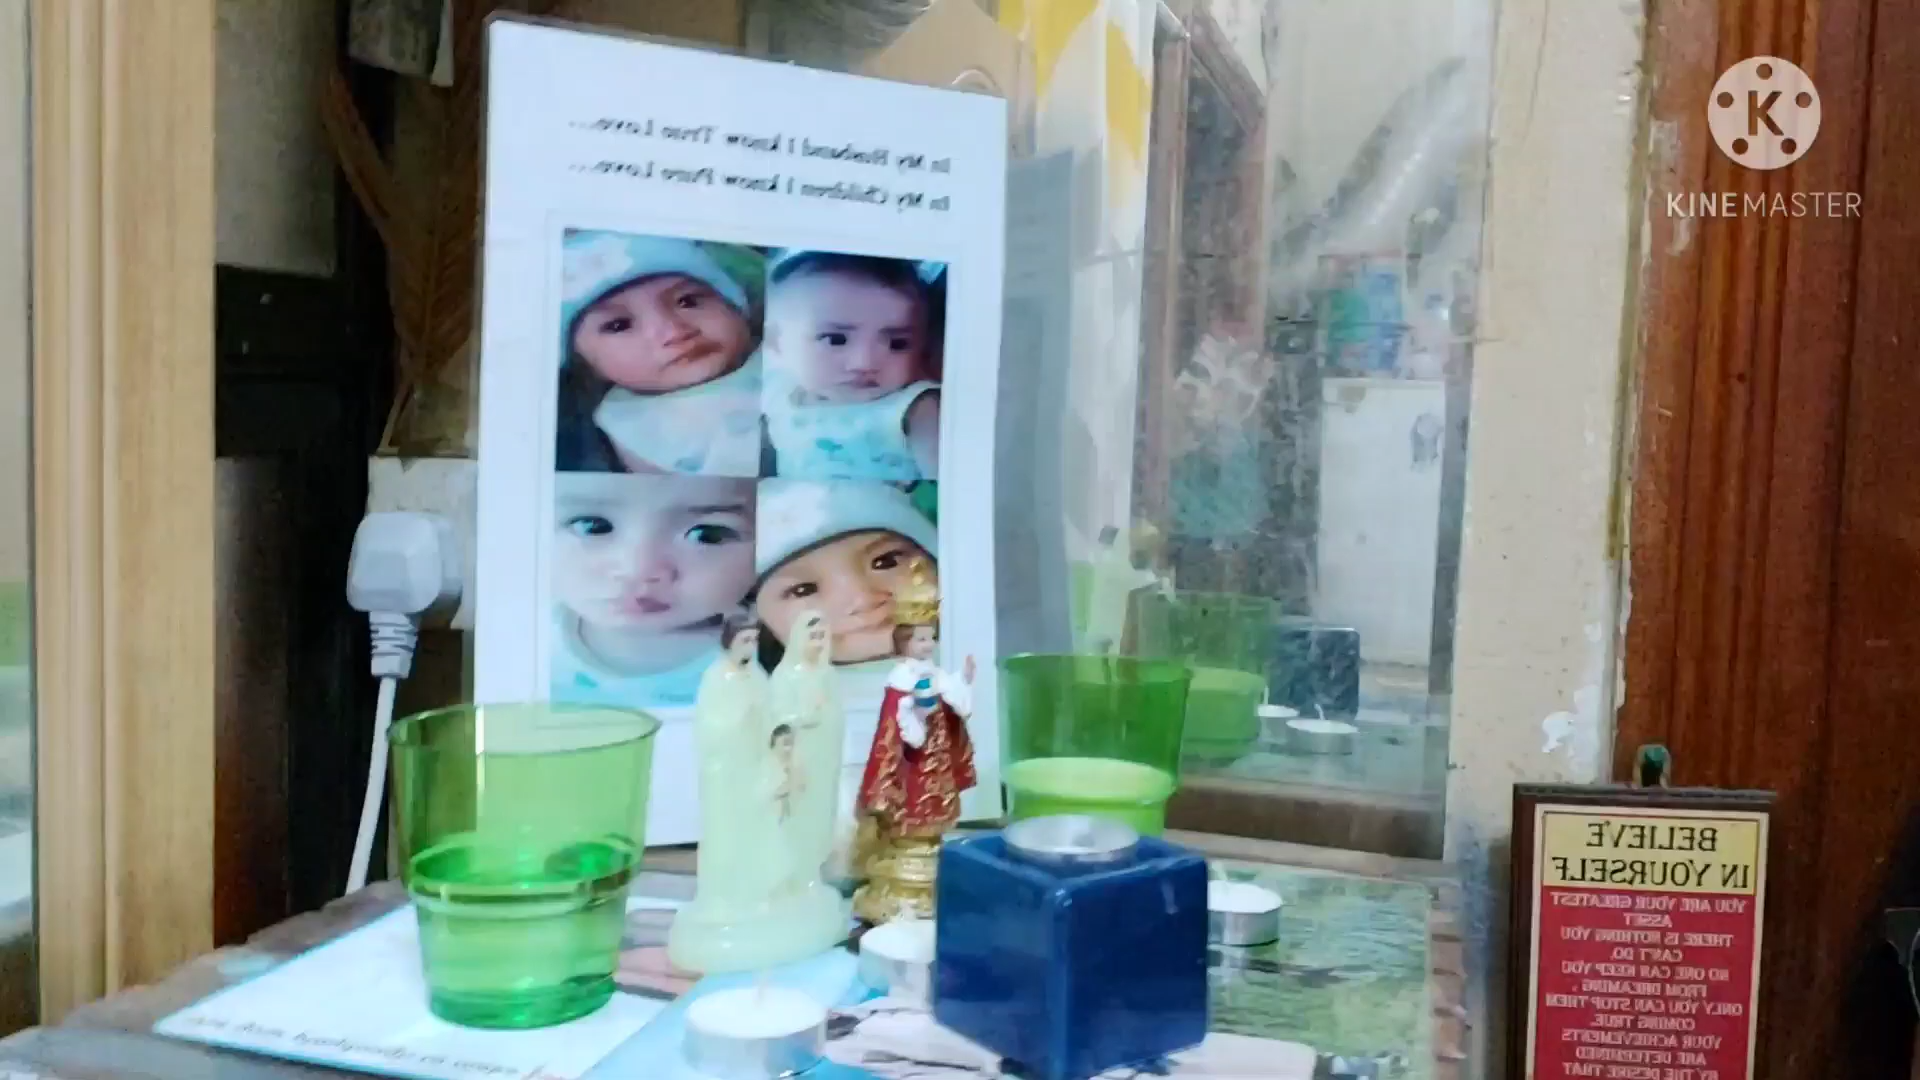 In My Husband I know True Love...
In My Children I know Pure Love...
KINEMASTER
BELIEVE
IN YOURSELF
YOU ARE YOUR GREATEST
ASSET
THERE IS NOTHING YOU
CAN'T DO.
NO ONE CAN KEEP YOU
FROM DREAMING,
ONLY YOU CAN STOP THEM
COMING TRUE.
YOUR ACHIEVEMENTS
ARE DETERMINED
BY THE DESIRE THAT